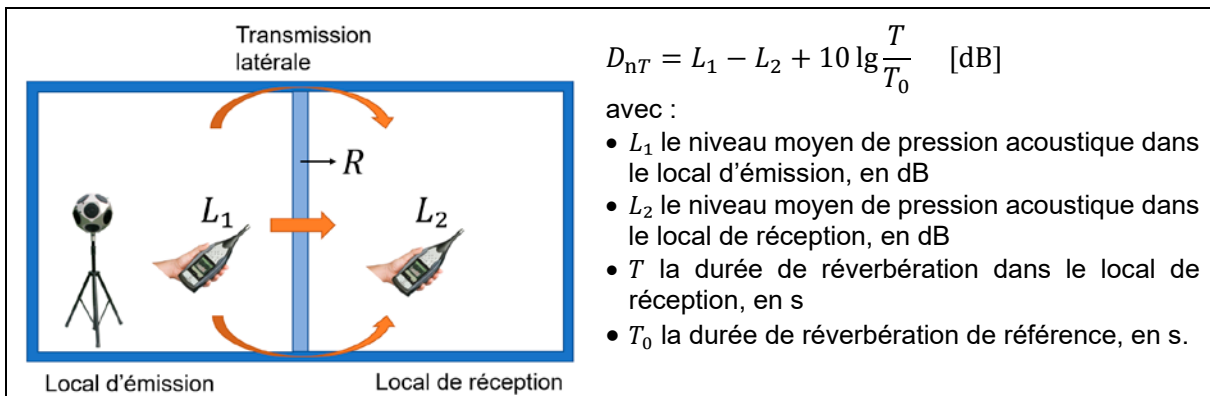 Transmission
latérale
R
L₁
L₂
Local d'émission
Local de réception
D_{nT} = L₁ − L₂ + 10 lg T/T₀ [dB]
avec :
• L₁ le niveau moyen de pression acoustique dans
le local d'émission, en dB
• L₂ le niveau moyen de pression acoustique dans
le local de réception, en dB
• T la durée de réverbération dans le local de
réception, en s
• T₀ la durée de réverbération de référence, en s.